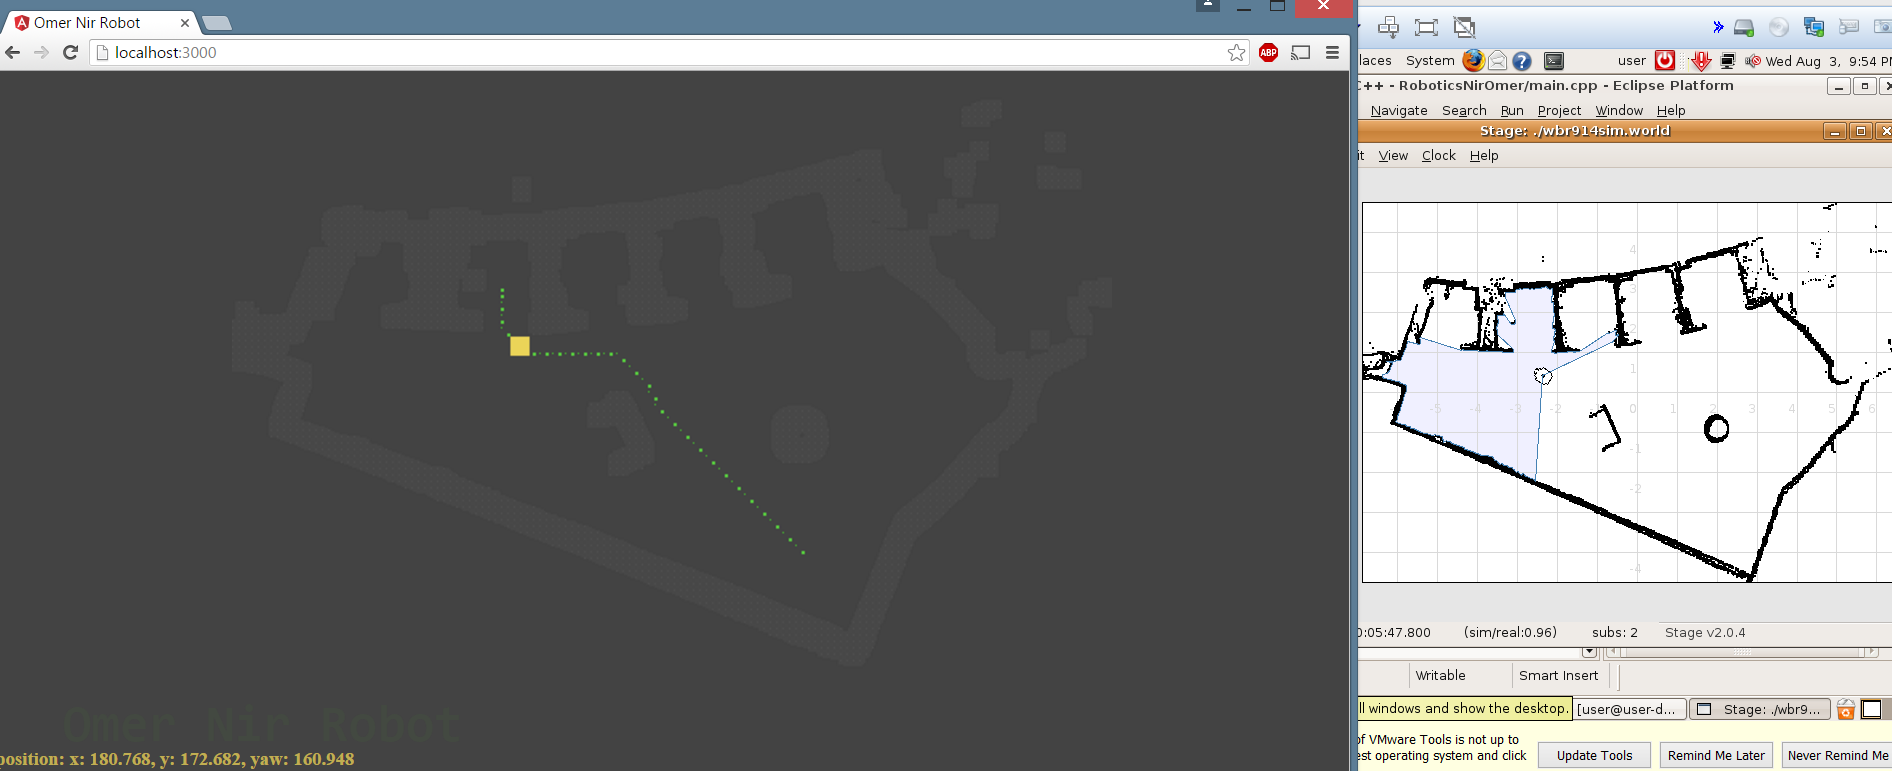 Omer Nir Robot
localhost:3000
ABP
Omer Nir Robot
position: x: 180.768, y: 172.682, yaw: 160.948
laces System user Wed Aug 3, 9:54 PM
C++ - RoboticsNirOmer/main.cpp - Eclipse Platform
Navigate Search Run Project Window Help
Stage: ./wbr914sim.world
it View Clock Help
4
3
2
1
-5 -4 -3 -2 0 1 2 3 4 5 6
-1
-2
-4
0:05:47.800 (sim/real:0.96) subs: 2 Stage v2.0.4
Writable Smart Insert
ll windows and show the desktop. [user@user-d... Stage: ./wbr9...
of VMware Tools is not up to
est operating system and click
Update Tools Remind Me Later Never Remind Me